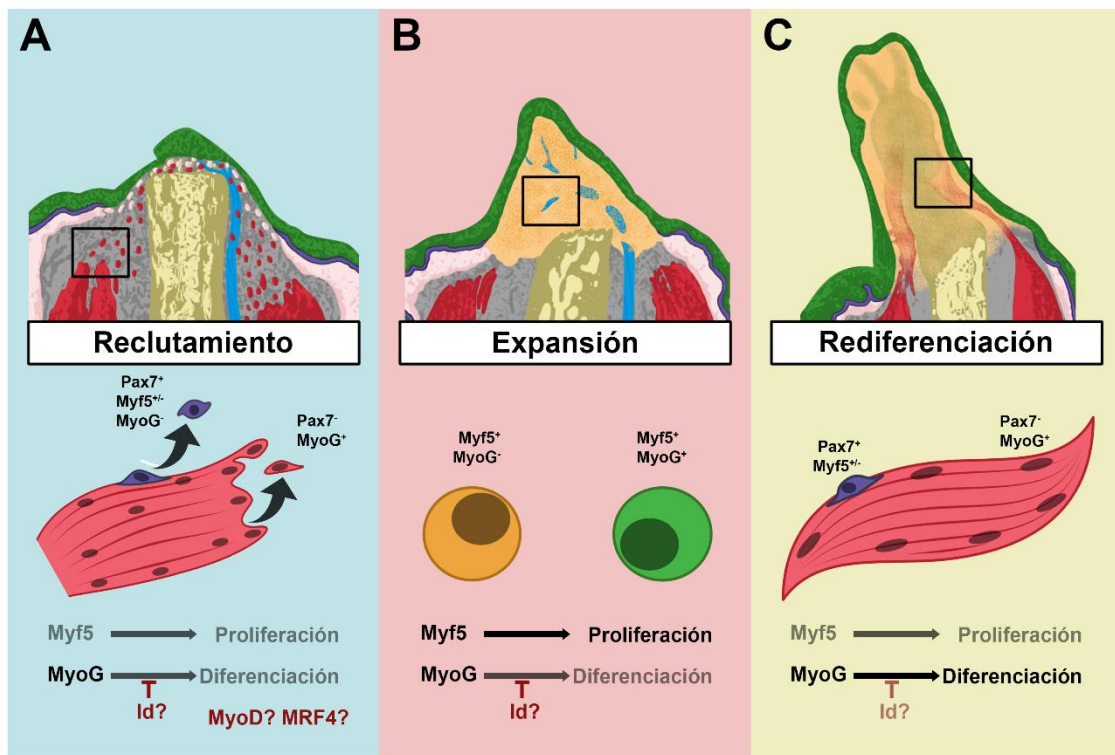 A
Reclutamiento
Pax7⁺
Myf5⁺/⁻
MyoG⁻
Pax7⁻
MyoG⁺
Myf5 Proliferación
MyoG Diferenciación
Id?
MyoD? MRF4?
B
Expansión
Myf5⁺
MyoG⁻
Myf5⁺
MyoG⁺
Myf5 Proliferación
MyoG Diferenciación
Id?
C
Rediferenciación
Pax7⁺
Myf5⁺/⁻
Pax7⁻
MyoG⁺
Myf5 Proliferación
MyoG Diferenciación
Id?